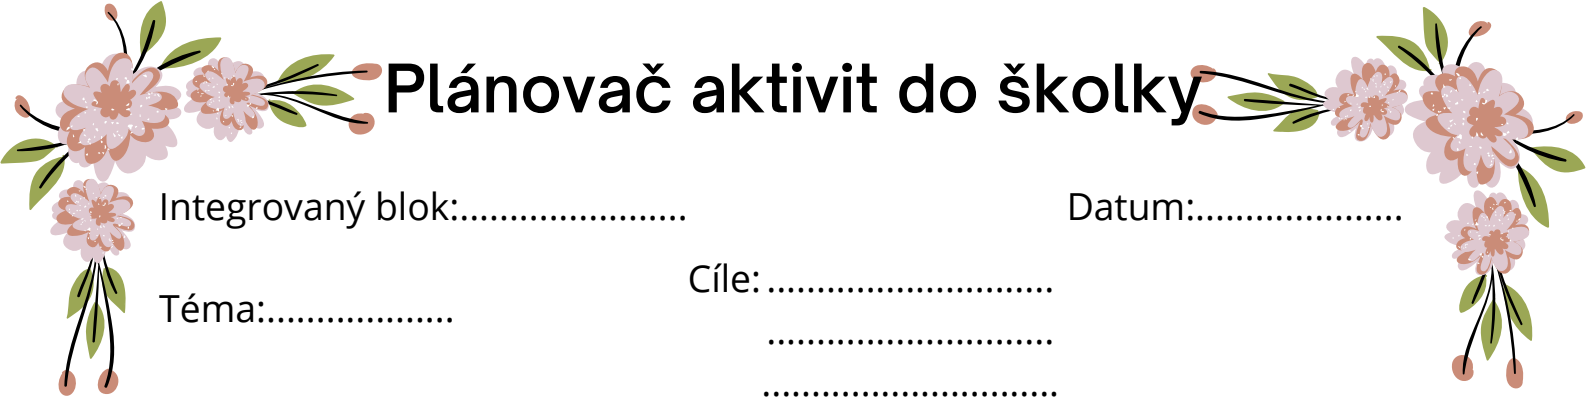 Plánovač aktivit do školky
Integrovaný blok:....................... Datum:.....................
Cíle: .............................
Téma:...................
.............................
..............................